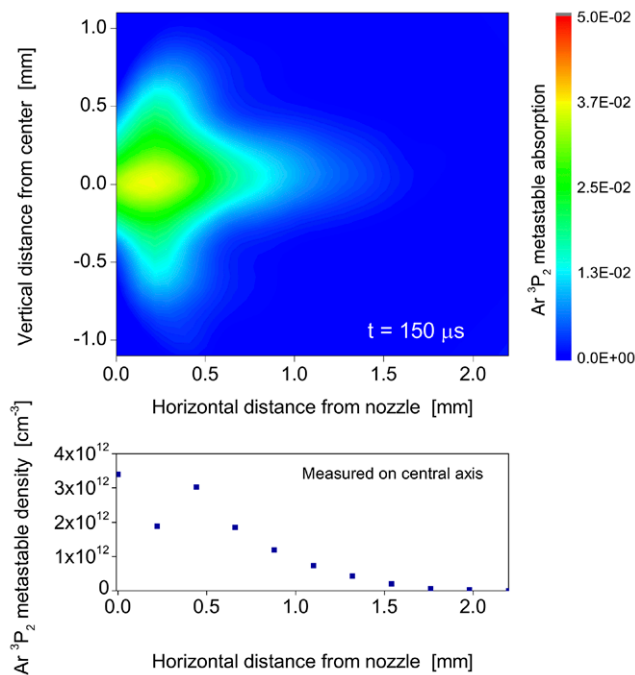 1.0
0.5
0.0
-0.5
-1.0
Vertical distance from center [mm]
t = 150 μs
0.0 0.5 1.0 1.5 2.0
Horizontal distance from nozzle [mm]
5.0E-02
3.7E-02
2.5E-02
1.3E-02
0.0E+00
Ar ³P₂ metastable absorption
Ar ³P₂ metastable density [cm⁻³]
4x10¹²
3x10¹²
2x10¹²
1x10¹²
0
Measured on central axis
0.0 0.5 1.0 1.5 2.0
Horizontal distance from nozzle [mm]